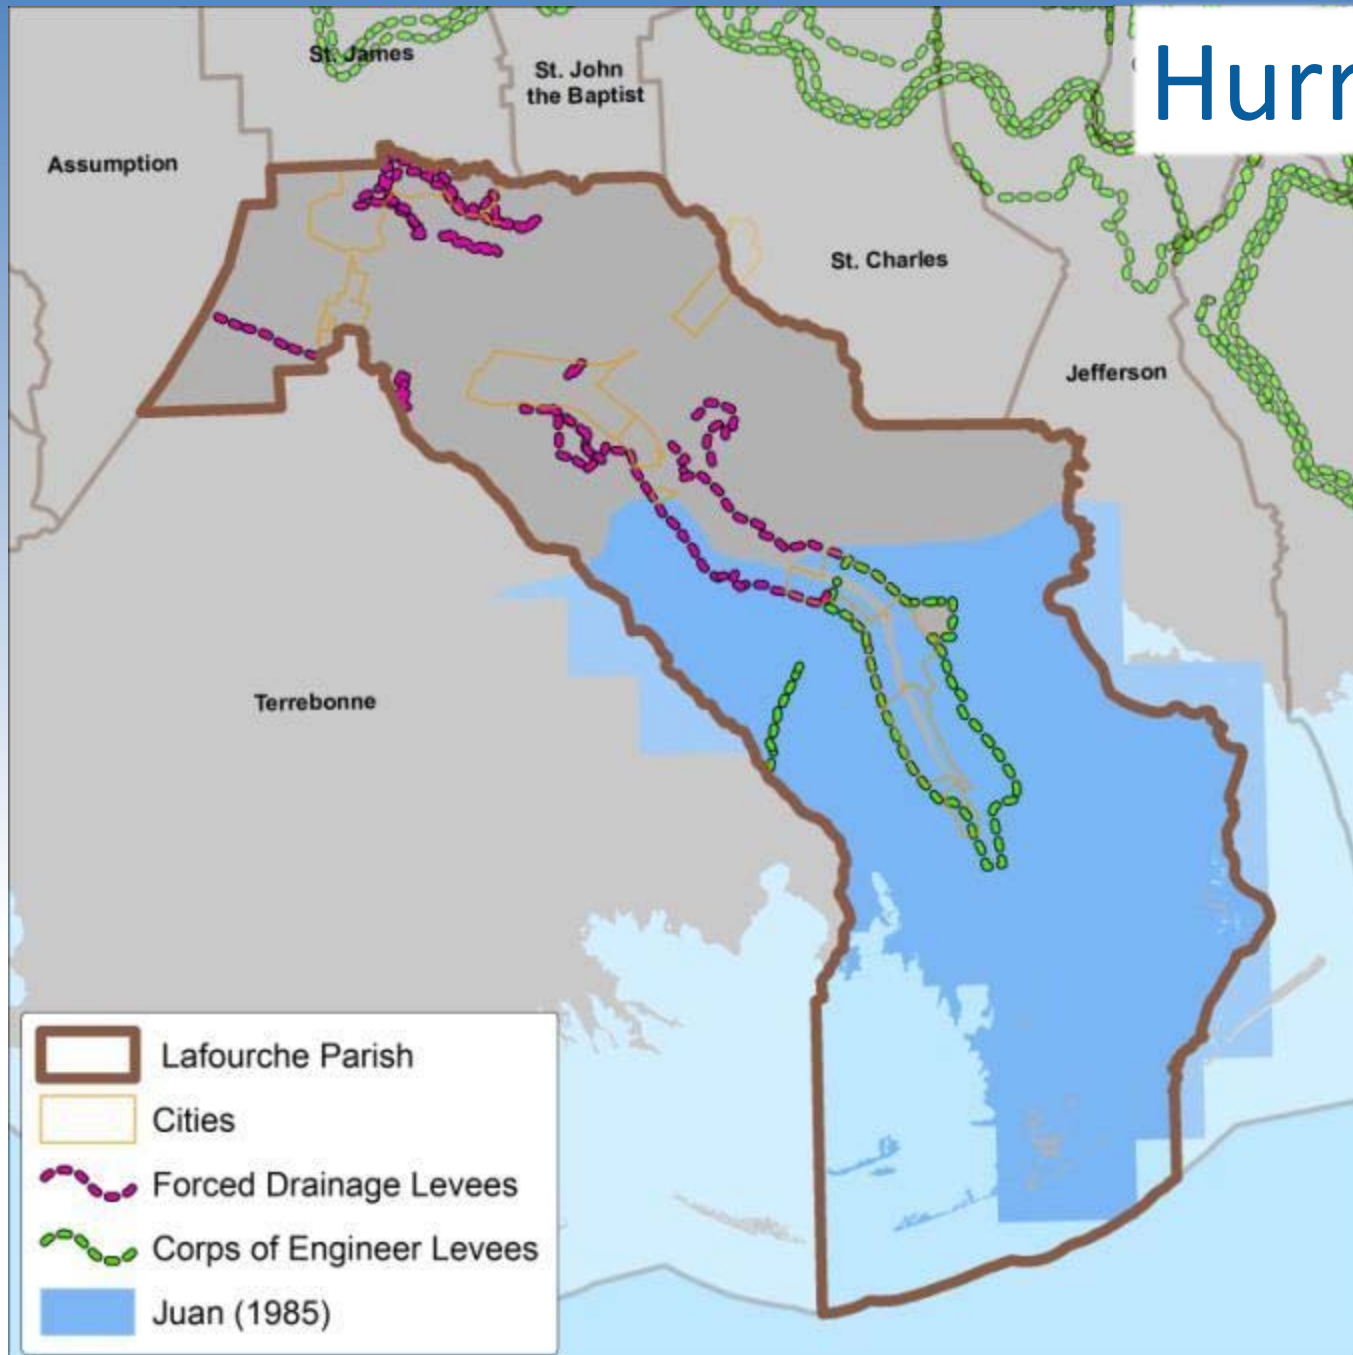 Hurr
St. James
St. John
the Baptist
Assumption
St. Charles
Jefferson
Terrebonne
Lafourche Parish
Cities
Forced Drainage Levees
Corps of Engineer Levees
Juan (1985)